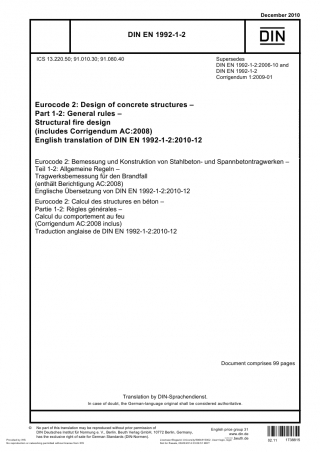 December 2010
DIN EN 1992-1-2
DIN
ICS 13.220.50; 91.010.30; 91.080.40
Supersedes
DIN EN 1992-1-2:2006-10 and
DIN EN 1992-1-2
Corrigendum 1:2009-01
Eurocode 2: Design of concrete structures –
Part 1-2: General rules –
Structural fire design
(includes Corrigendum AC:2008)
English translation of DIN EN 1992-1-2:2010-12
Eurocode 2: Bemessung und Konstruktion von Stahlbeton- und Spannbetontragwerken –
Teil 1-2: Allgemeine Regeln –
Tragwerksbemessung für den Brandfall
(enthält Berichtigung AC:2008)
Englische Übersetzung von DIN EN 1992-1-2:2010-12
Eurocode 2: Calcul des structures en béton –
Partie 1-2: Règles générales –
Calcul du comportement au feu
(Corrigendum AC:2008 inclus)
Traduction anglaise de DIN EN 1992-1-2:2010-12
Document comprises 99 pages
Translation by DIN-Sprachendienst.
In case of doubt, the German-language original shall be considered authoritative.
© No part of this translation may be reproduced without prior permission of
DIN Deutsches Institut für Normung e. V., Berlin. Beuth Verlag GmbH, 10772 Berlin, Germany,
has the exclusive right of sale for German Standards (DIN-Normen).
English price group 31
www.din.de
www.beuth.de